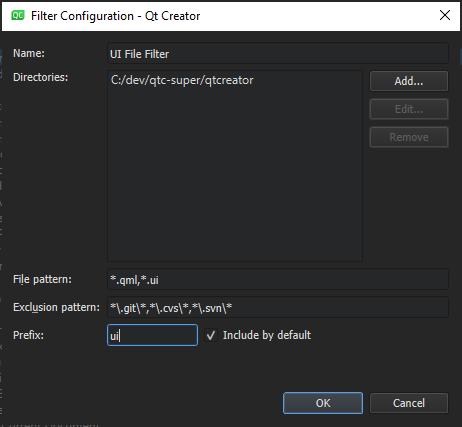 QC Filter Configuration - Qt Creator
Name: UI File Filter
Directories: C:/dev/qtc-super/qtcreator
Add...
Edit...
Remove
File pattern: *.qml,*.ui
Exclusion pattern: *\.git\*,*\.cvs\*,*\.svn\*
Prefix: ui Include by default
OK Cancel